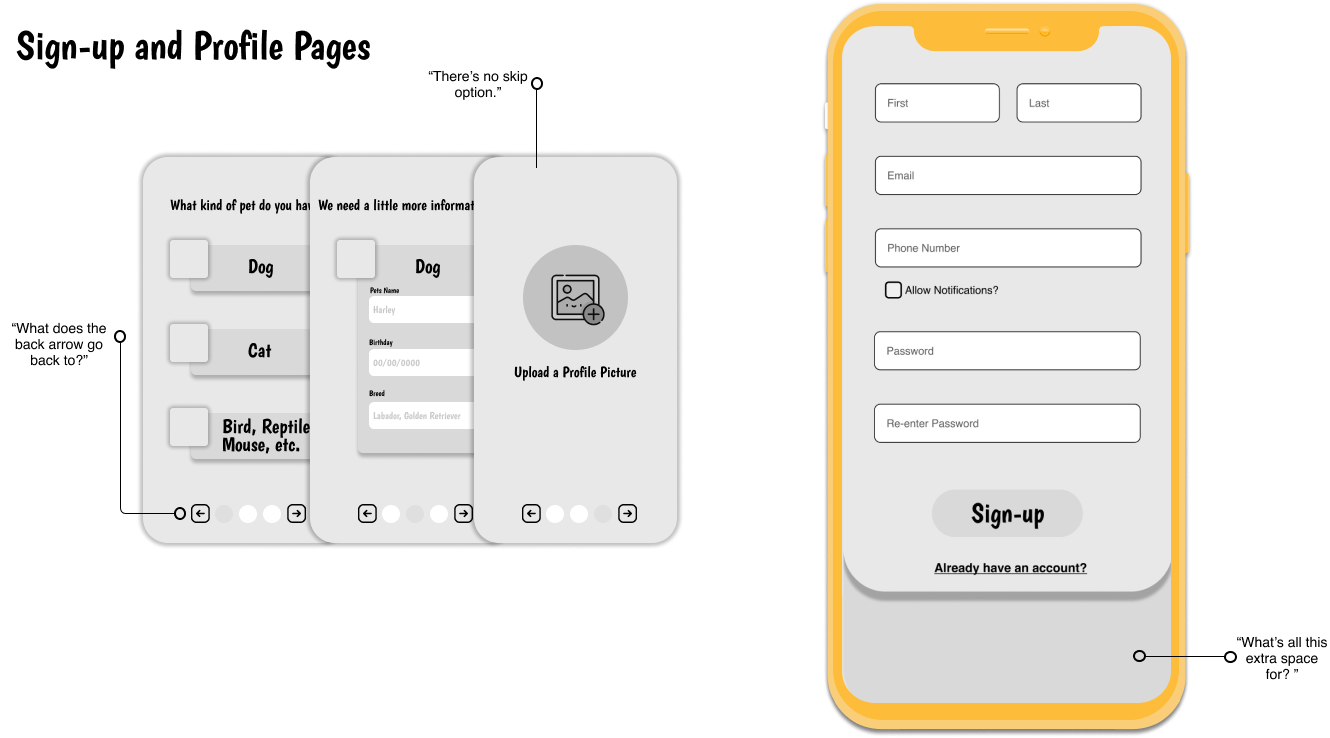 Sign-up and Profile Pages
“There’s no skip
option.”
“What does the
back arrow go
back to?”
What kind of pet do you hav
Dog
Cat
Bird, Reptile
Mouse, etc.
We need a little more informat
Dog
Pets Name
Harley
Birthday
00/00/0000
Breed
Labador, Golden Retriever
Upload a Profile Picture
First
Last
Email
Phone Number
Allow Notifications?
Password
Re-enter Password
Sign-up
Already have an account?
“What’s all this
extra space
for? ”